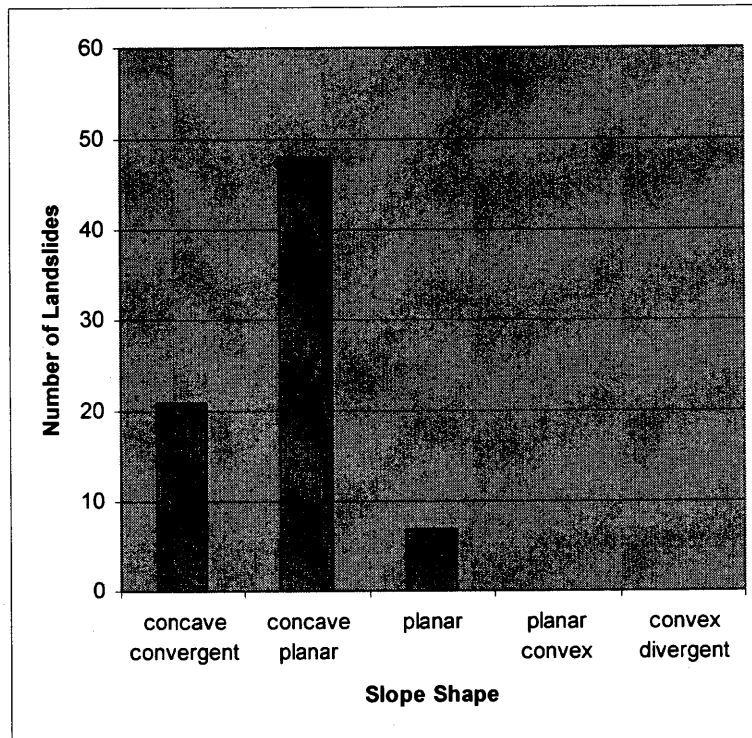 60
50
40
30
20
10
0
Number of Landslides
concave convergent
concave planar
planar
planar convex
convex divergent
Slope Shape